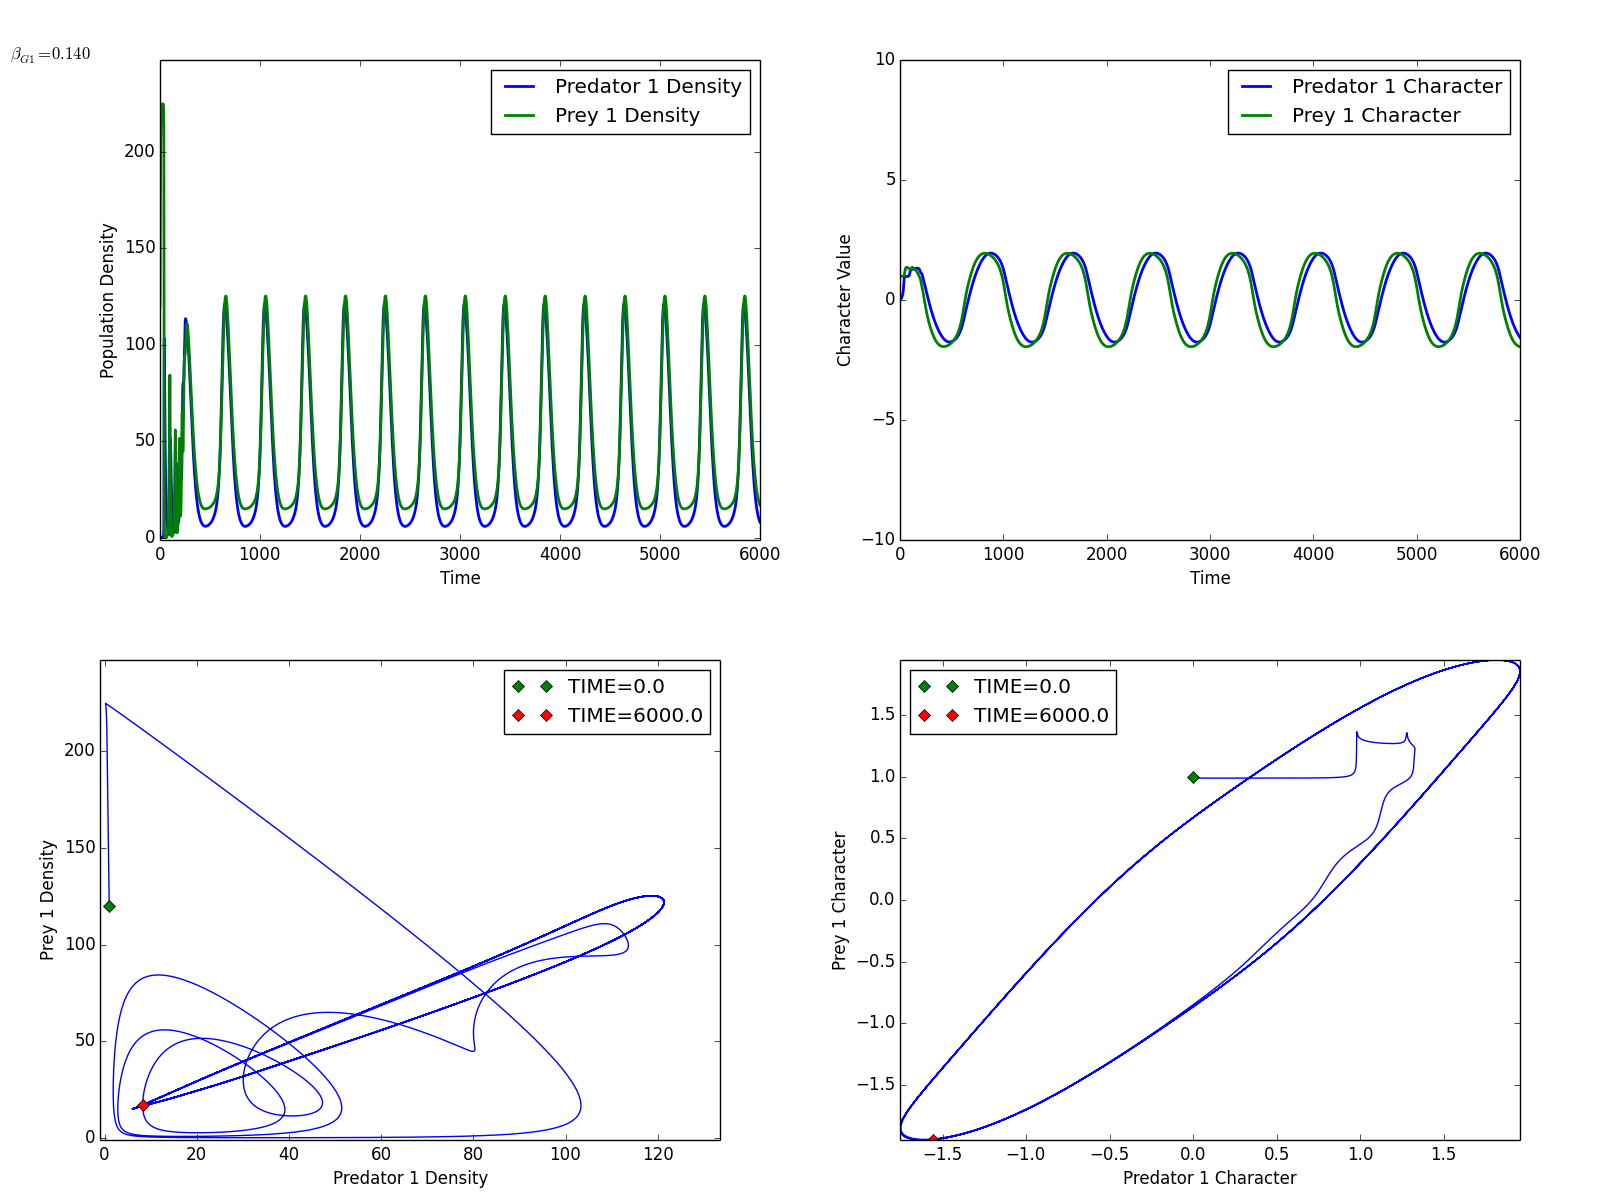 β_{G1}=0.140
Predator 1 Density
Prey 1 Density
200
150
100
50
0
Population Density
0 1000 2000 3000 4000 5000 6000
Time
Predator 1 Character
Prey 1 Character
10
5
0
−5
−10
Character Value
0 1000 2000 3000 4000 5000 6000
Time
TIME=0.0
TIME=6000.0
200
150
100
50
0
Prey 1 Density
0 20 40 60 80 100 120
Predator 1 Density
TIME=0.0
TIME=6000.0
1.5
1.0
0.5
0.0
−0.5
−1.0
−1.5
Prey 1 Character
−1.5 −1.0 −0.5 0.0 0.5 1.0 1.5
Predator 1 Character